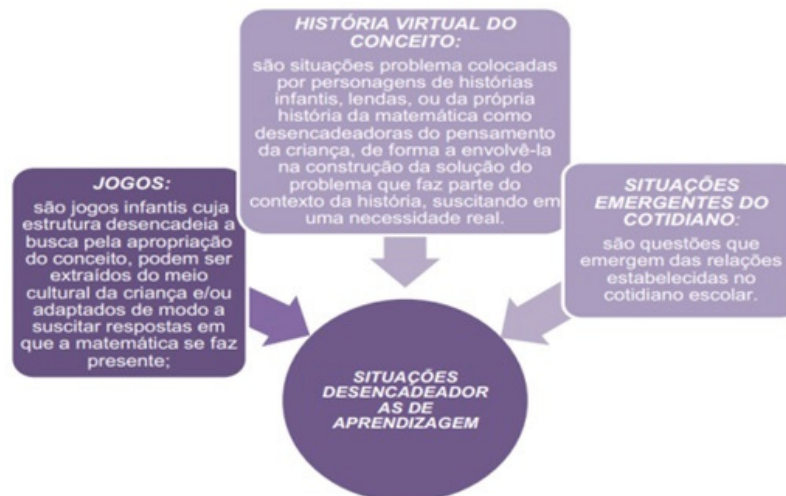 HISTÓRIA VIRTUAL DO
CONCEITO:
são situações problema colocadas
por personagens de histórias
infantis, lendas, ou da própria
história da matemática como
desencadeadoras do pensamento
da criança, de forma a envolvê-la
na construção da solução do
problema que faz parte do
contexto da história, suscitando em
uma necessidade real.
JOGOS:
são jogos infantis cuja
estrutura desencadeia a
busca pela apropriação
do conceito, podem ser
extraídos do meio
cultural da criança e/ou
adaptados de modo a
suscitar respostas em
que a matemática se faz
presente;
SITUAÇÕES
EMERGENTES DO
COTIDIANO:
são questões que
emergem das relações
estabelecidas no
cotidiano escolar.
SITUAÇÕES
DESENCADEADOR
AS DE
APRENDIZAGEM